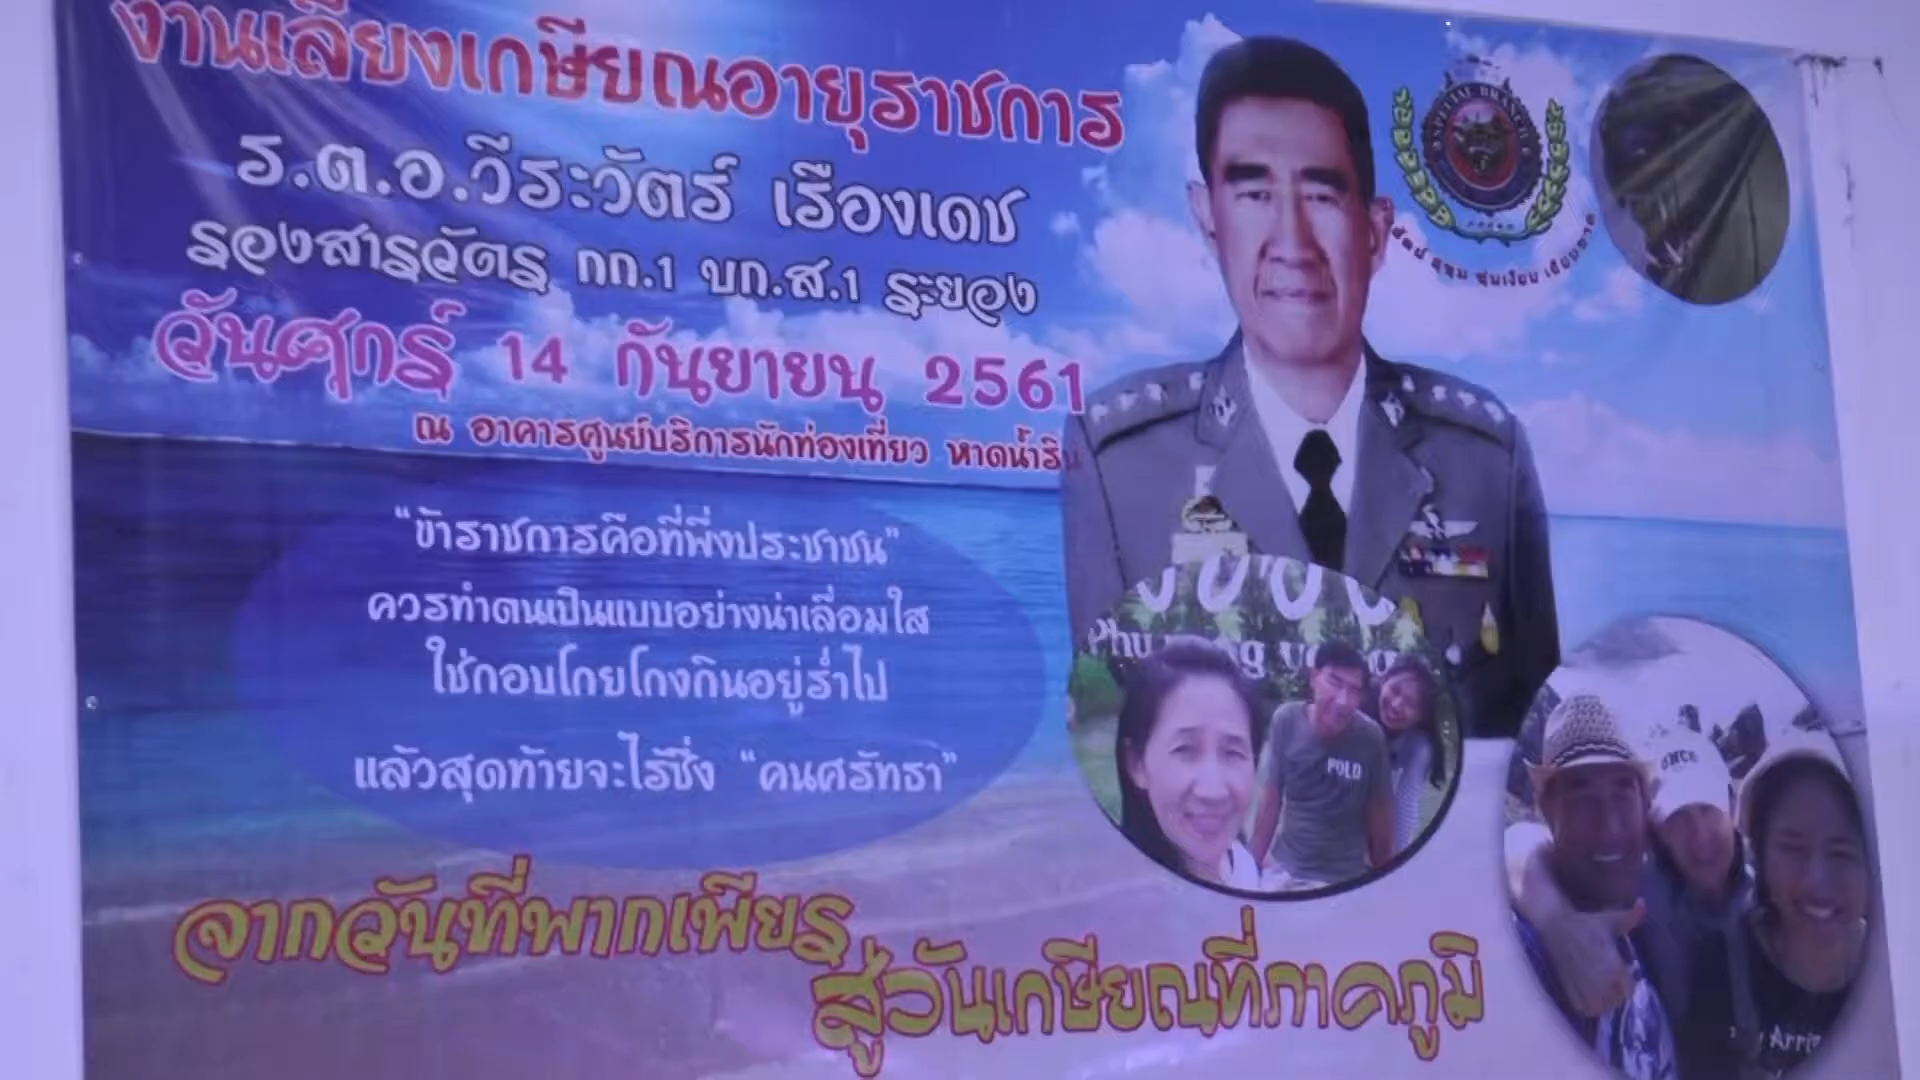 งานเลี้ยงเกษียณอายุราชการ
ร.ต.อ.วีระวัตร์ เรืองเดช
รองสารวัตร กก.1 บก.ส.1 ระยอง
วันศุกร์ 14 กันยายน 2561
ณ อาคารศูนย์บริการนักท่องเที่ยว หาดน้ำริน
"ข้าราชการคือที่พึ่งประชาชน"
ควรทำตนเป็นแบบอย่างน่าเลื่อมใส
ใช้กอบโกยโกงกินอยู่ร่ำไป
แล้วสุดท้ายจะไร้ซึ่ง "คนศรัทธา"
จากวันที่พากเพียร
สู่วันเกษียณที่ภาคภูมิ
SPECIAL BRANCH
POLO